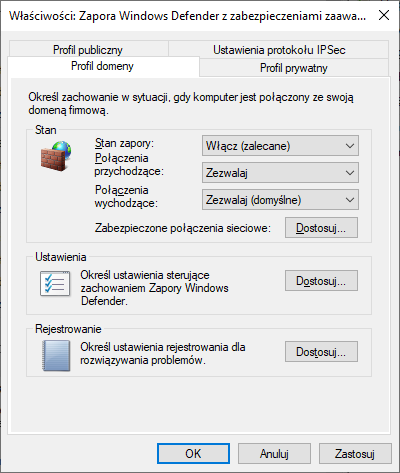 Właściwości: Zapora Windows Defender z zabezpieczeniami zaawa...
Profil publiczny
Ustawienia protokołu IPSec
Profil domeny
Profil prywatny
Określ zachowanie w sytuacji, gdy komputer jest połączony ze swoją
domeną firmową.
Stan
Stan zapory:
Włącz (zalecane)
Połączenia
przychodzące:
Zezwalaj
Połączenia
wychodzące:
Zezwalaj (domyślne)
Zabezpieczone połączenia sieciowe:
Dostosuj...
Ustawienia
Określ ustawienia sterujące
zachowaniem Zapory Windows
Defender.
Dostosuj...
Rejestrowanie
Określ ustawienia rejestrowania dla
rozwiązywania problemów.
Dostosuj...
OK
Anuluj
Zastosuj